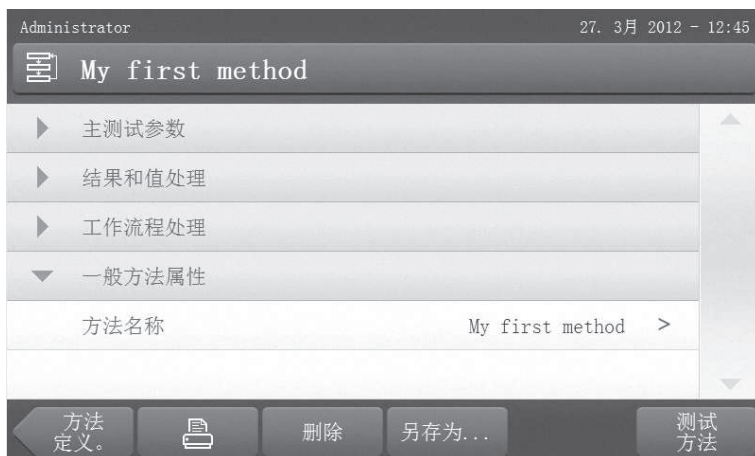 Administrator
27. 3月 2012 - 12:45
My first method
主测试参数
结果和值处理
工作流程处理
一般方法属性
方法名称 My first method >
方法
定义。
删除
另存为...
测试
方法